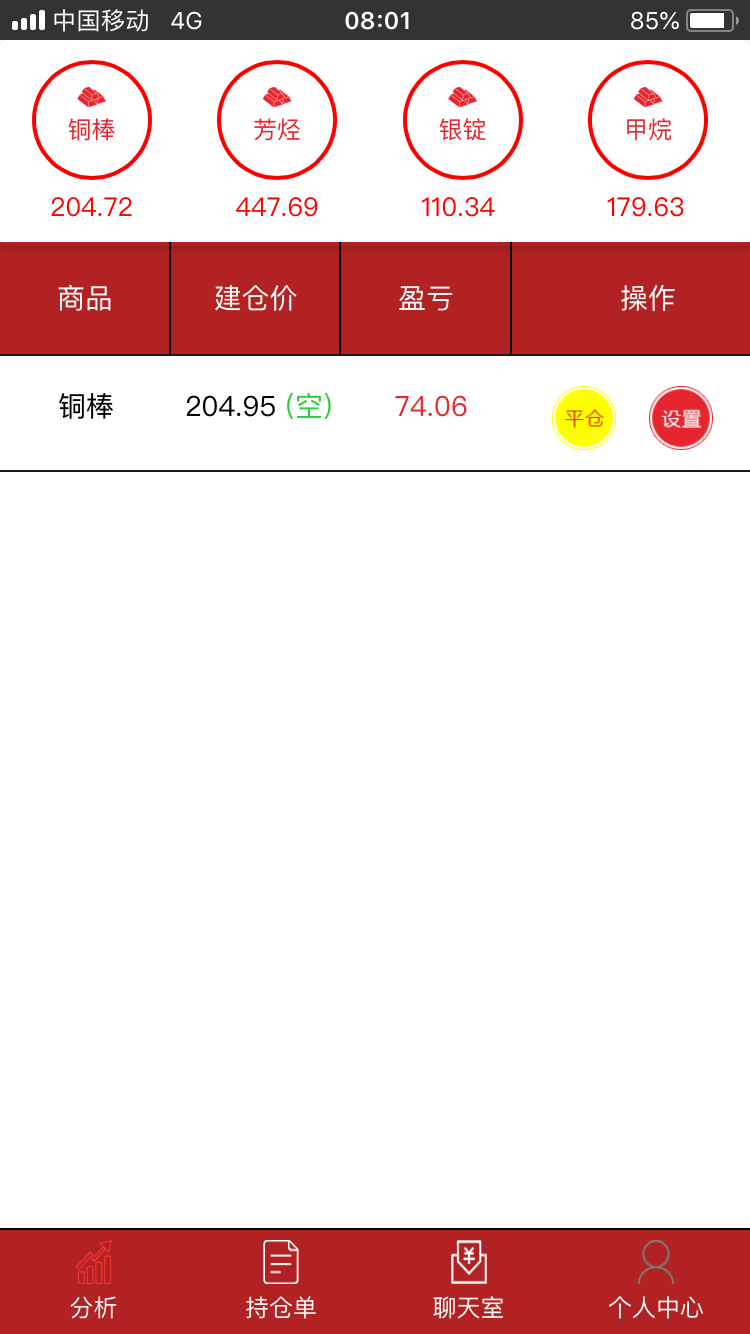 中国移动 4G 08:01 85%
铜棒 芳烃 银锭 甲烷
204.72 447.69 110.34 179.63
商品 建仓价 盈亏 操作
铜棒 204.95 (空) 74.06 平仓 设置
分析 持仓单 聊天室 个人中心